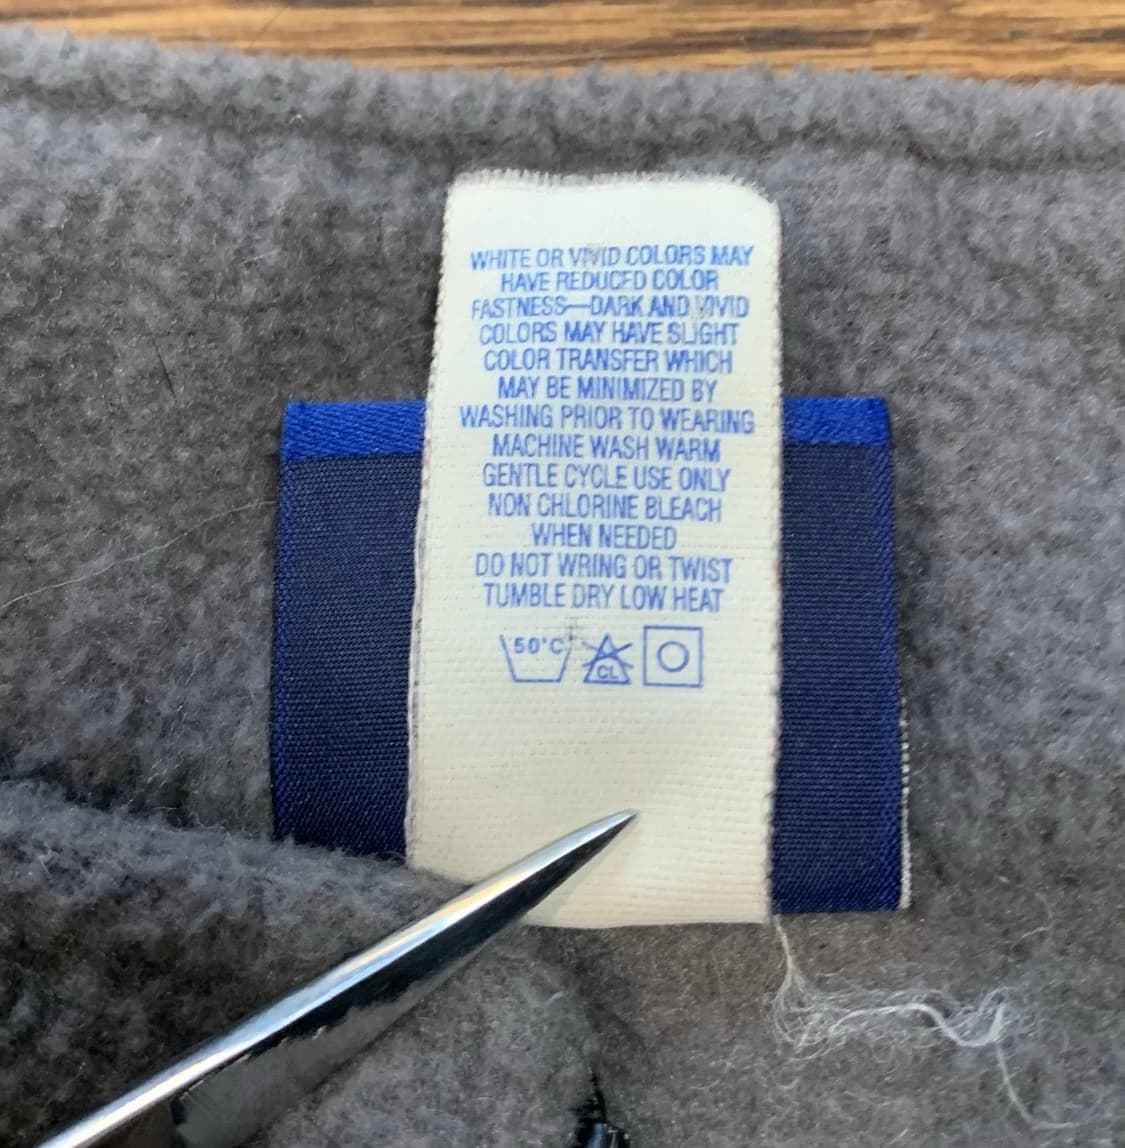 WHITE OR VIVID COLORS MAY
HAVE REDUCED COLOR
FASTNESS—DARK AND VIVID
COLORS MAY HAVE SLIGHT
COLOR TRANSFER WHICH
MAY BE MINIMIZED BY
WASHING PRIOR TO WEARING
MACHINE WASH WARM
GENTLE CYCLE USE ONLY
NON CHLORINE BLEACH
WHEN NEEDED
DO NOT WRING OR TWIST
TUMBLE DRY LOW HEAT
50°C CL